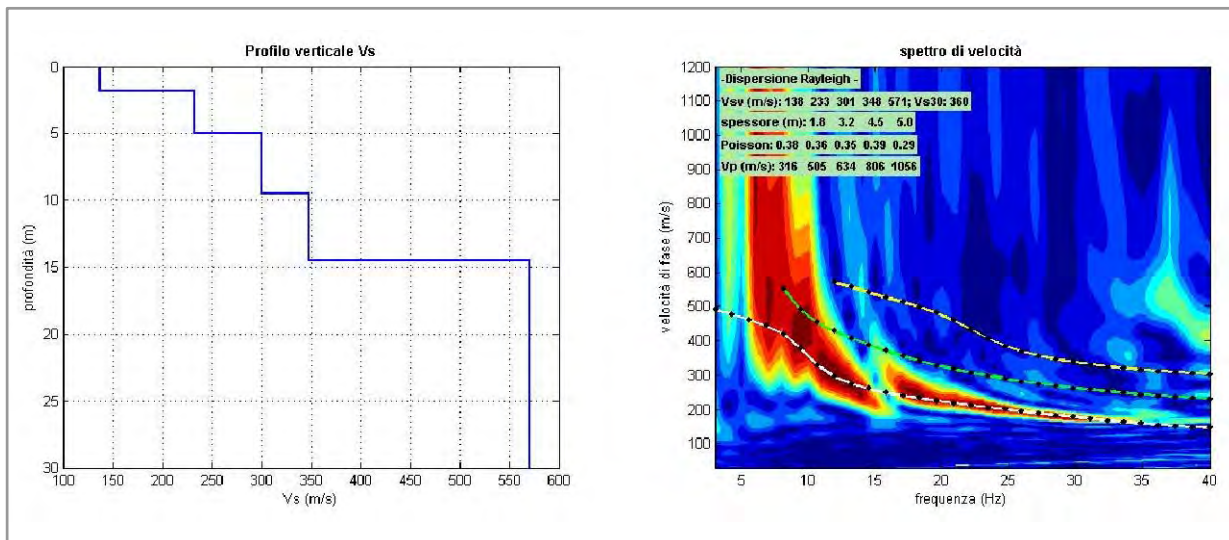 Profilo verticale Vs
0
5
10
15
20
25
30
profondità (m)
100 150 200 250 300 350 400 450 500 550 600
Vs (m/s)
spettro di velocità
1200
1100
1000
900
800
700
600
500
400
300
200
100
velocità di fase (m/s)
-Dispersione Rayleigh -
Vsv (m/s): 138 233 301 348 571; Vs30: 360
spessore (m): 1.8 3.2 4.5 5.0
Poisson: 0.38 0.36 0.35 0.39 0.29
Vp (m/s): 316 505 634 806 1056
5 10 15 20 25 30 35 40
frequenza (Hz)